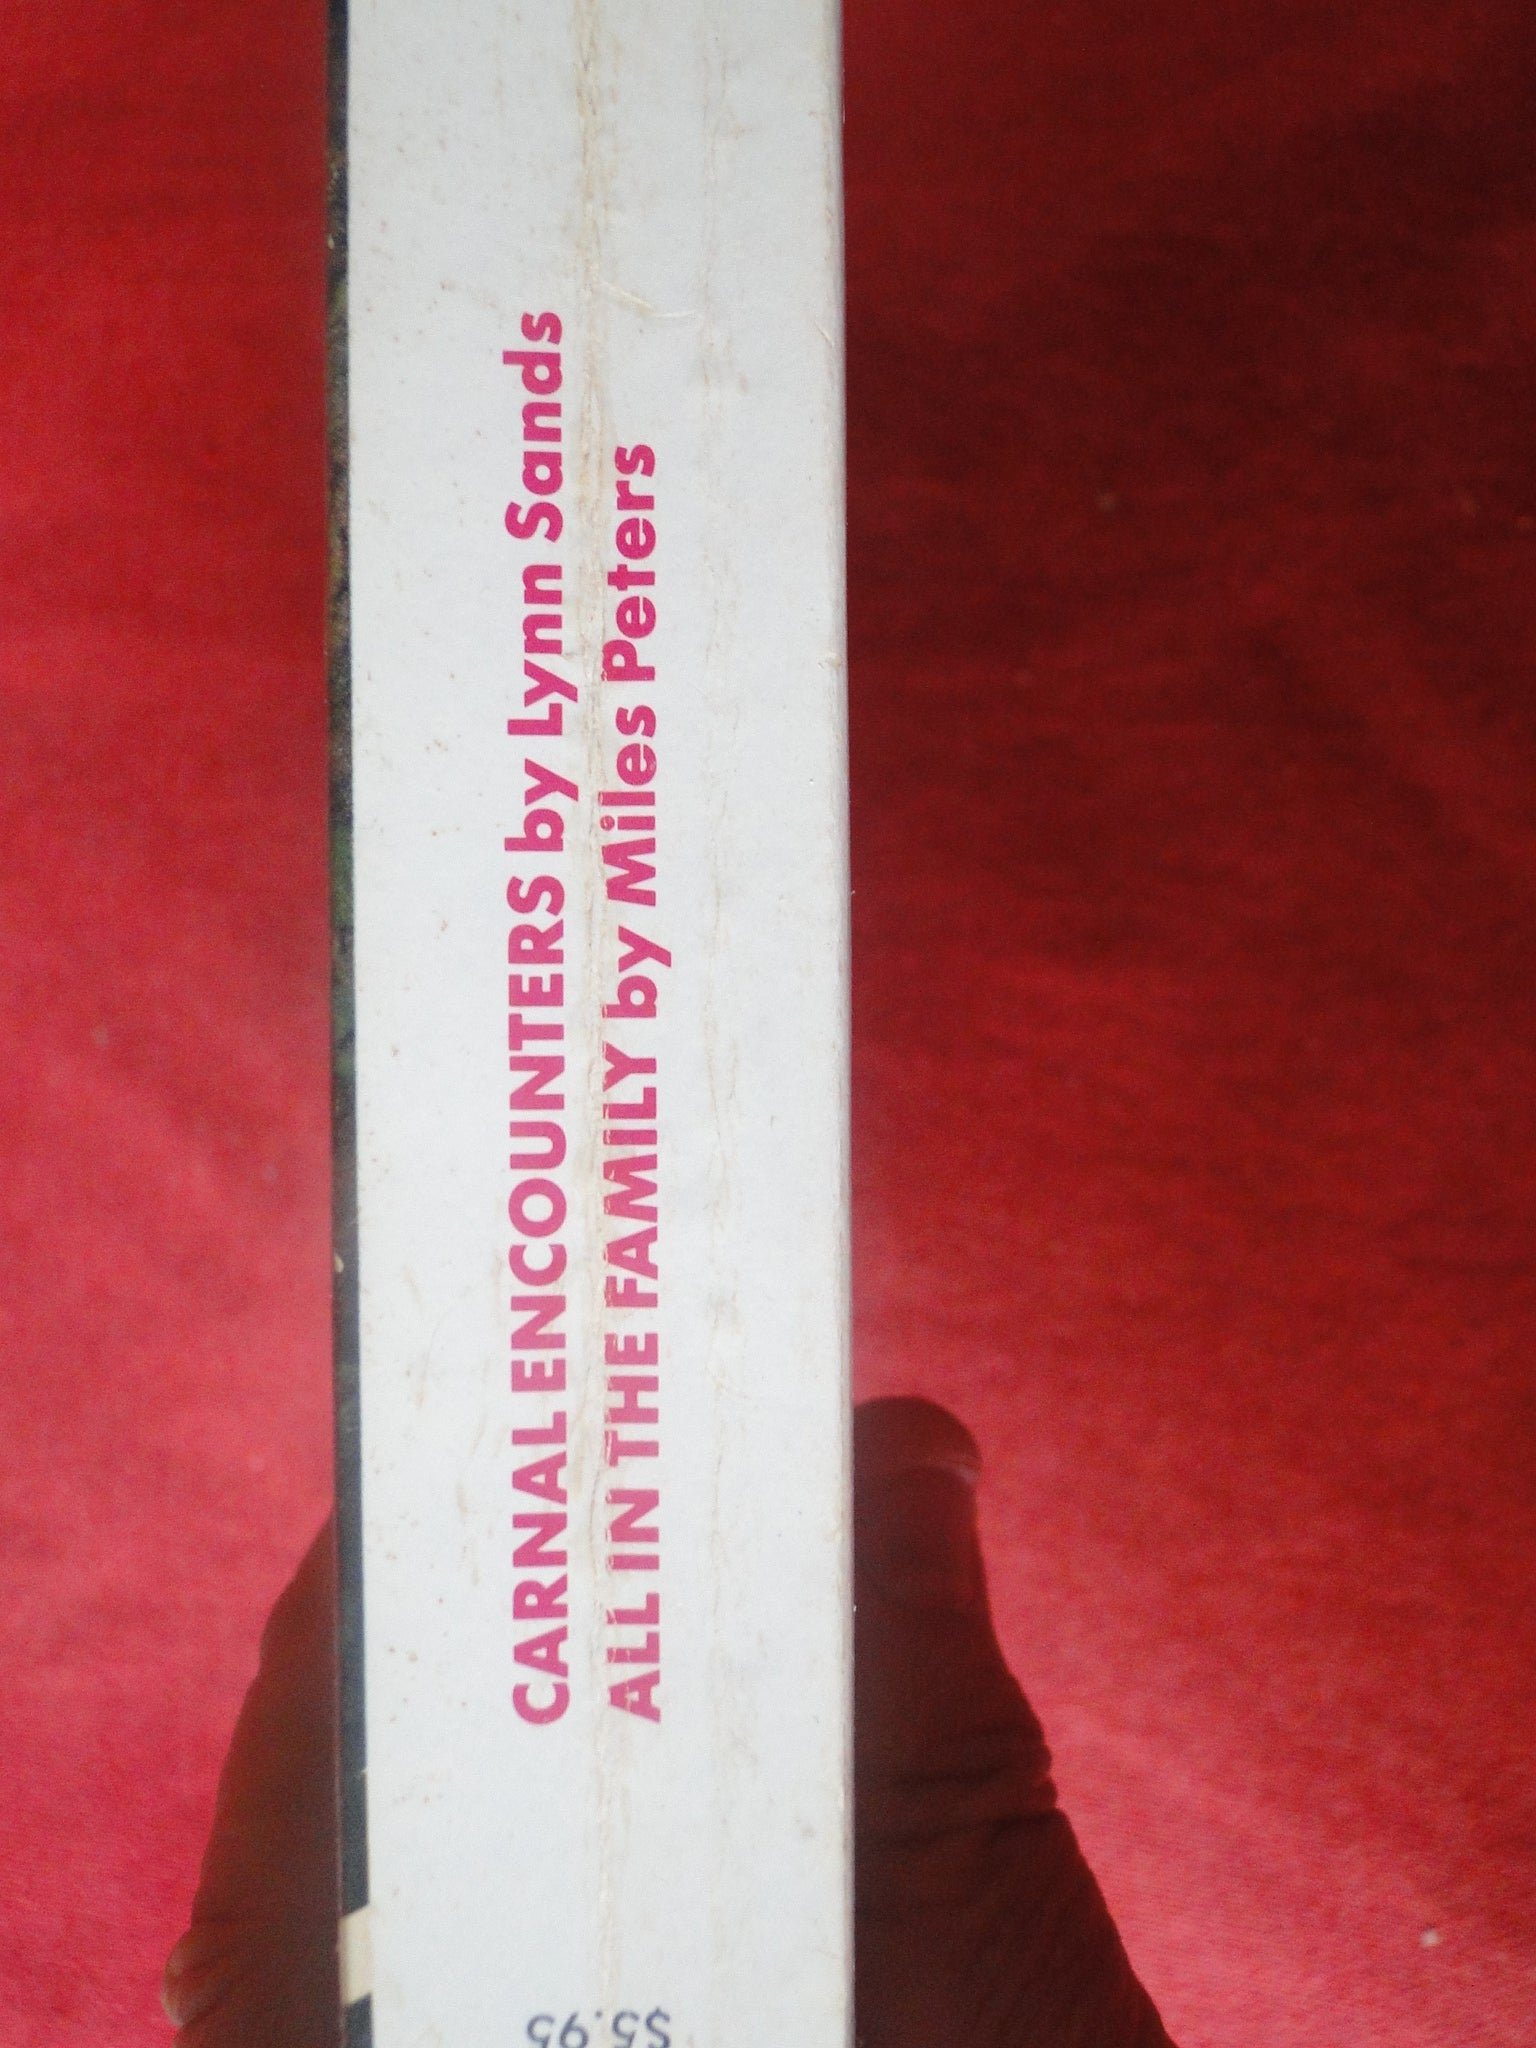 CARNAL ENCOUNTERS by Lynn Sands
ALL IN THE FAMILY by Miles Peters
$5.95